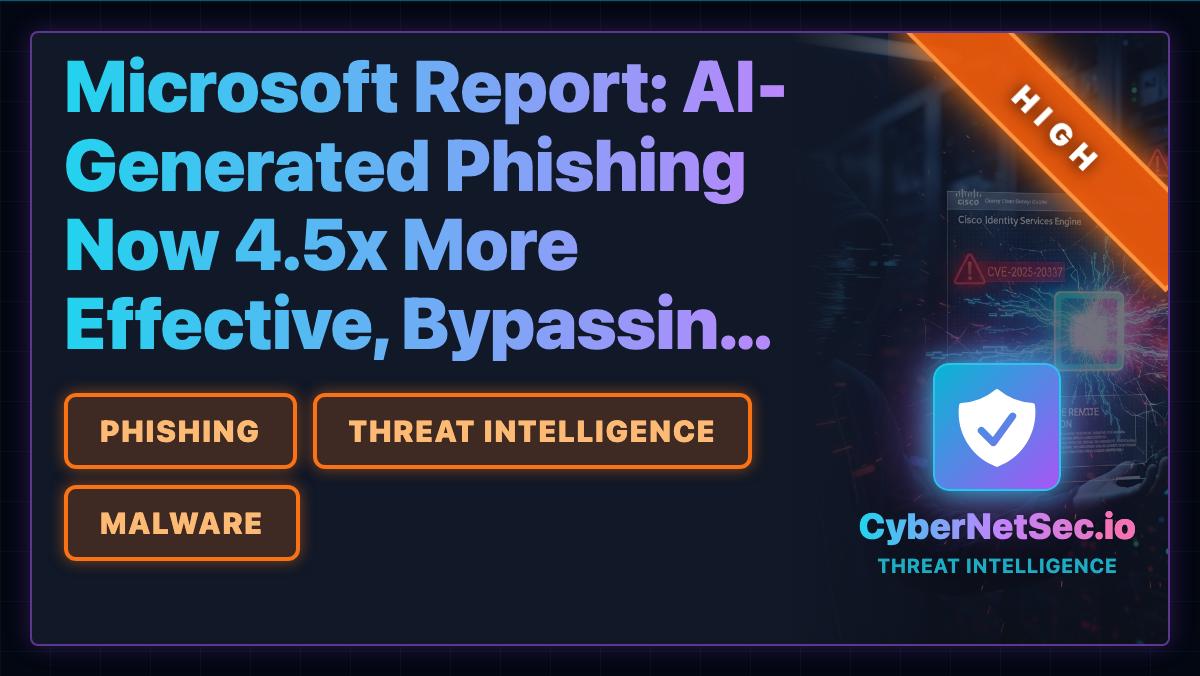 Microsoft Report: AI-
Generated Phishing
Now 4.5x More
Effective, Bypassin...
HIGH
cisco
Cisco Identity Services Engine
CVE-2025-20337
PHISHING
THREAT INTELLIGENCE
MALWARE
CyberNetSec.io
THREAT INTELLIGENCE